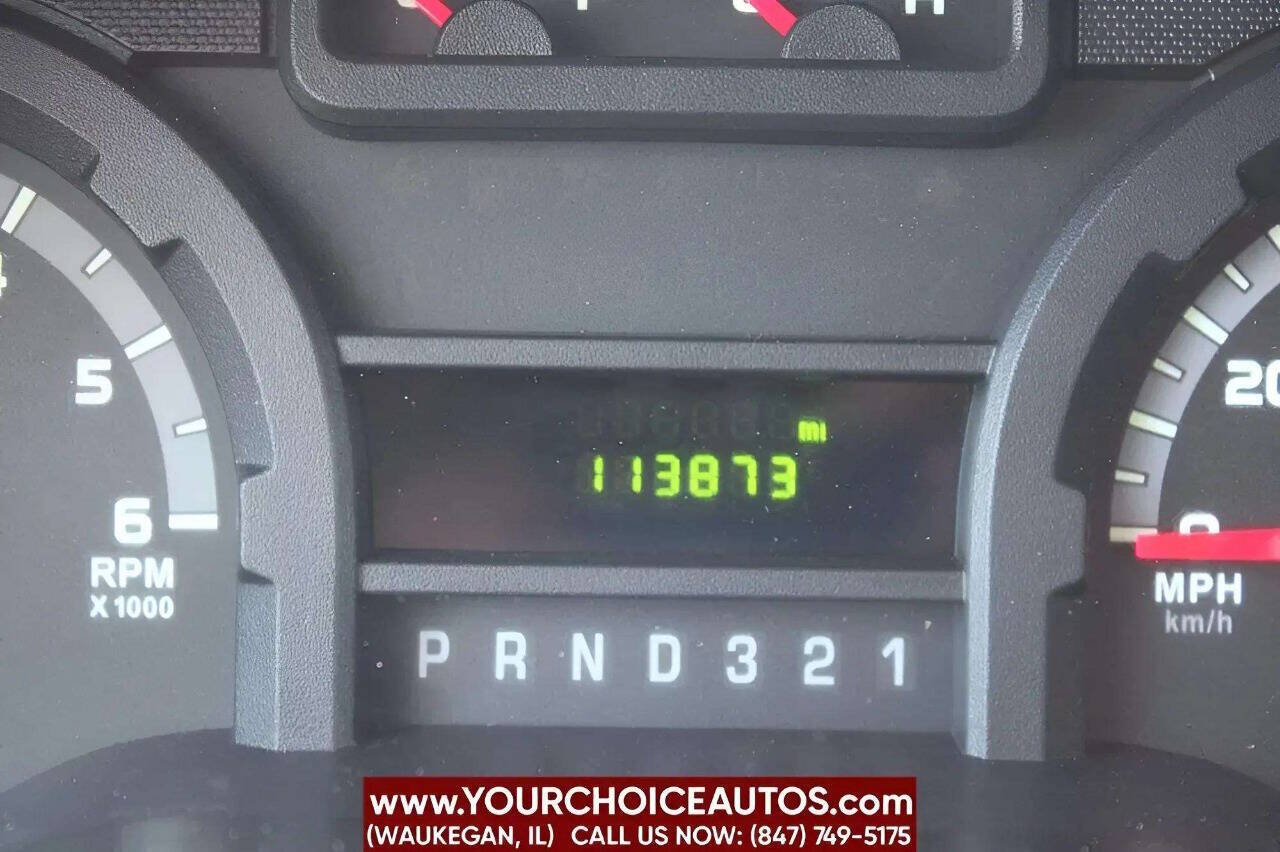 H
5
20
mi
113873
6
0
RPM
X 1000
MPH
km/h
P R N D 3 2 1
www.YOURCHOICEAUTOS.com
(WAUKEGAN, IL) CALL US NOW: (847) 749-5175